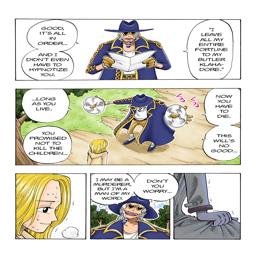 "I
LEAVE
ALL MY
ENTIRE
FORTUNE
TO MY
BUTLER
KLAHA-
DORE."
GOOD,
IT'S ALL
IN
ORDER...
AND I
DIDN'T EVEN
HAVE TO
HYPNOTIZE
YOU.
NOW YOU
HAVE TO
DIE.
THIS
WILL'S
NO
GOOD...
...LONG
AS YOU
LIVE.
YOU
PROMISED
NOT TO
KILL THE
CHILDREN...
DON'T
YOU
WORRY...
I MAY BE A
MURDERER,
BUT I'M A
MAN OF MY
WORD.